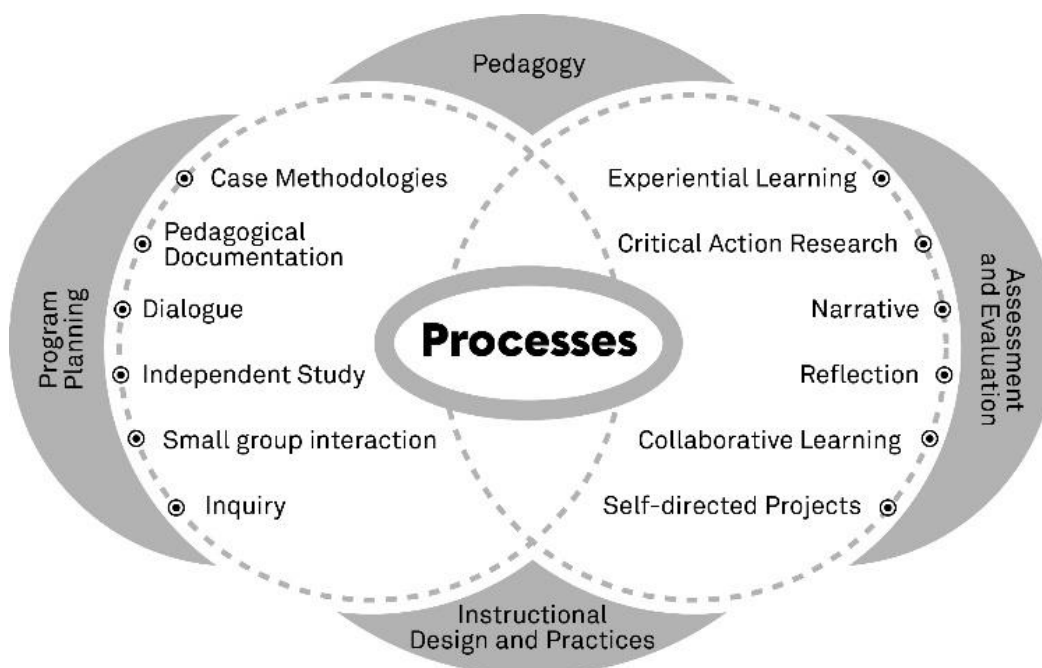 Pedagogy
Program
Planning
Case Methodologies
Pedagogical
Documentation
Dialogue
Independent Study
Small group interaction
Inquiry
Processes
Experiential Learning
Critical Action Research
Narrative
Reflection
Collaborative Learning
Self-directed Projects
Assesssment
and Evaluation
Instructional
Design and Practices